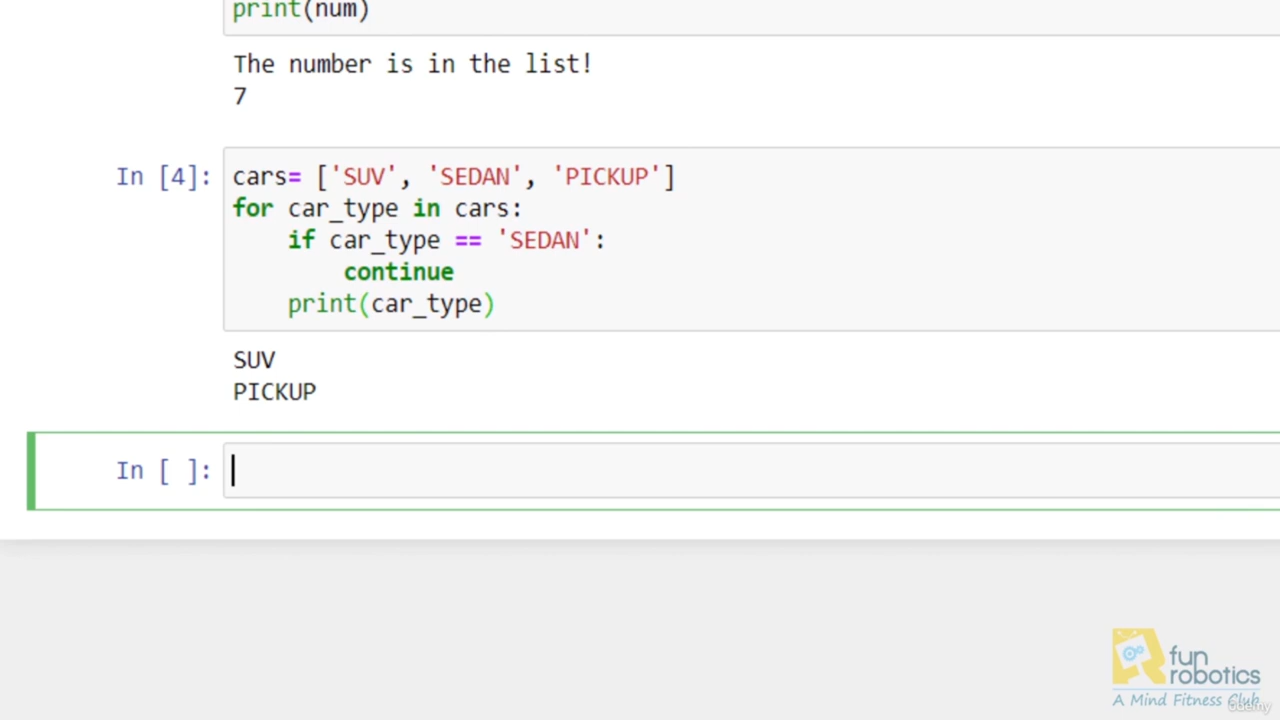 print(num)
The number is in the list!
7
In [4]:
cars= ['SUV', 'SEDAN', 'PICKUP']
for car_type in cars:
    if car_type == 'SEDAN':
        continue
    print(car_type)
SUV
PICKUP
In [ ]:
fun
robotics
A Mind Fitness Club
udemy